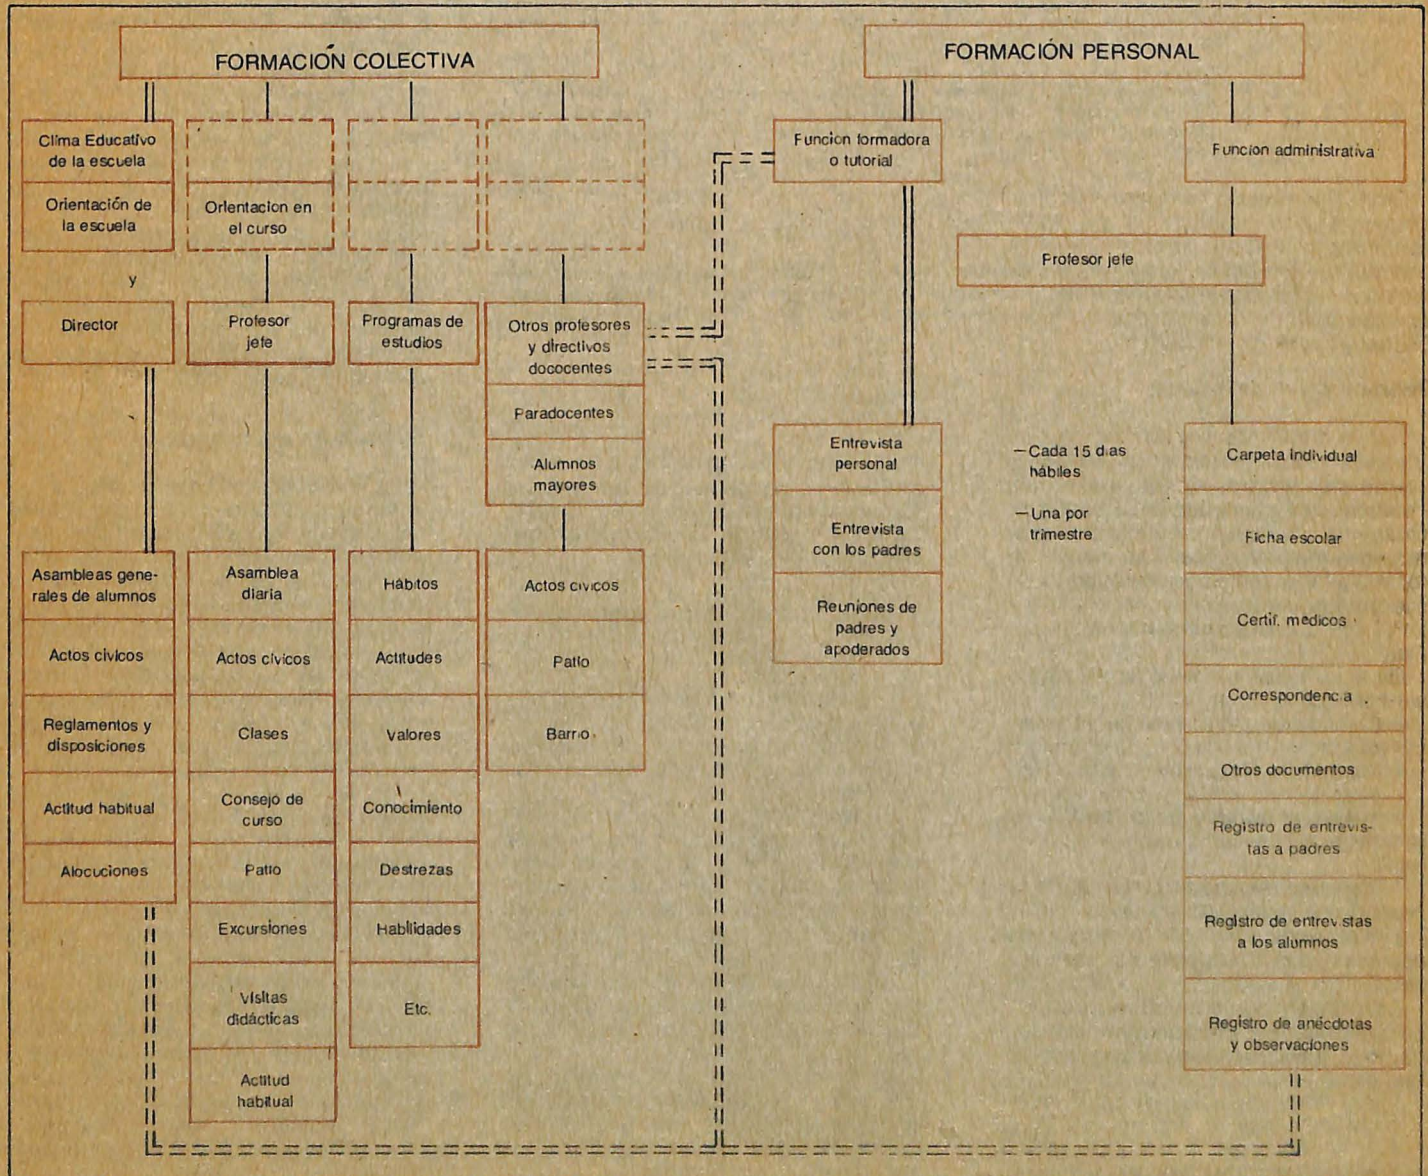 FORMACIÓN COLECTIVA
Clima Educativo
de la escuela
Orientación de
la escuela
y
Director
Asambleas gene-
rales de alumnos
Actos cívicos
Reglamentos y
disposiciones
Actitud habitual
Alocuciones
Orientacion en
el curso
Profesor
jefe
Asamblea
diaria
Actos cívicos
Clases
Consejo de
curso
Patio
Excursiones
Visitas
didácticas
Actitud
habitual
Programas de
estudios
Hábitos
Actitudes
Valores
Conocimiento
Destrezas
Habilidades
Etc.
Otros profesores
y directivos
dococentes
Paradocentes
Alumnos
mayores
Actos cívicos
Patio
Barrio
FORMACIÓN PERSONAL
Funcion formadora
o tutorial
Entrevista
personal
Entrevista
con los padres
Reuniones de
padres y
apoderados
—Cada 15 días
hábiles
—Una por
trimestre
Funcion administrativa
Profesor jefe
Carpeta individual
Ficha escolar
Certif. médicos
Correspondencia
Otros documentos
Registro de entrevis-
tas a padres
Registro de entrevistas
a los alumnos
Registro de anécdotas
y observaciones